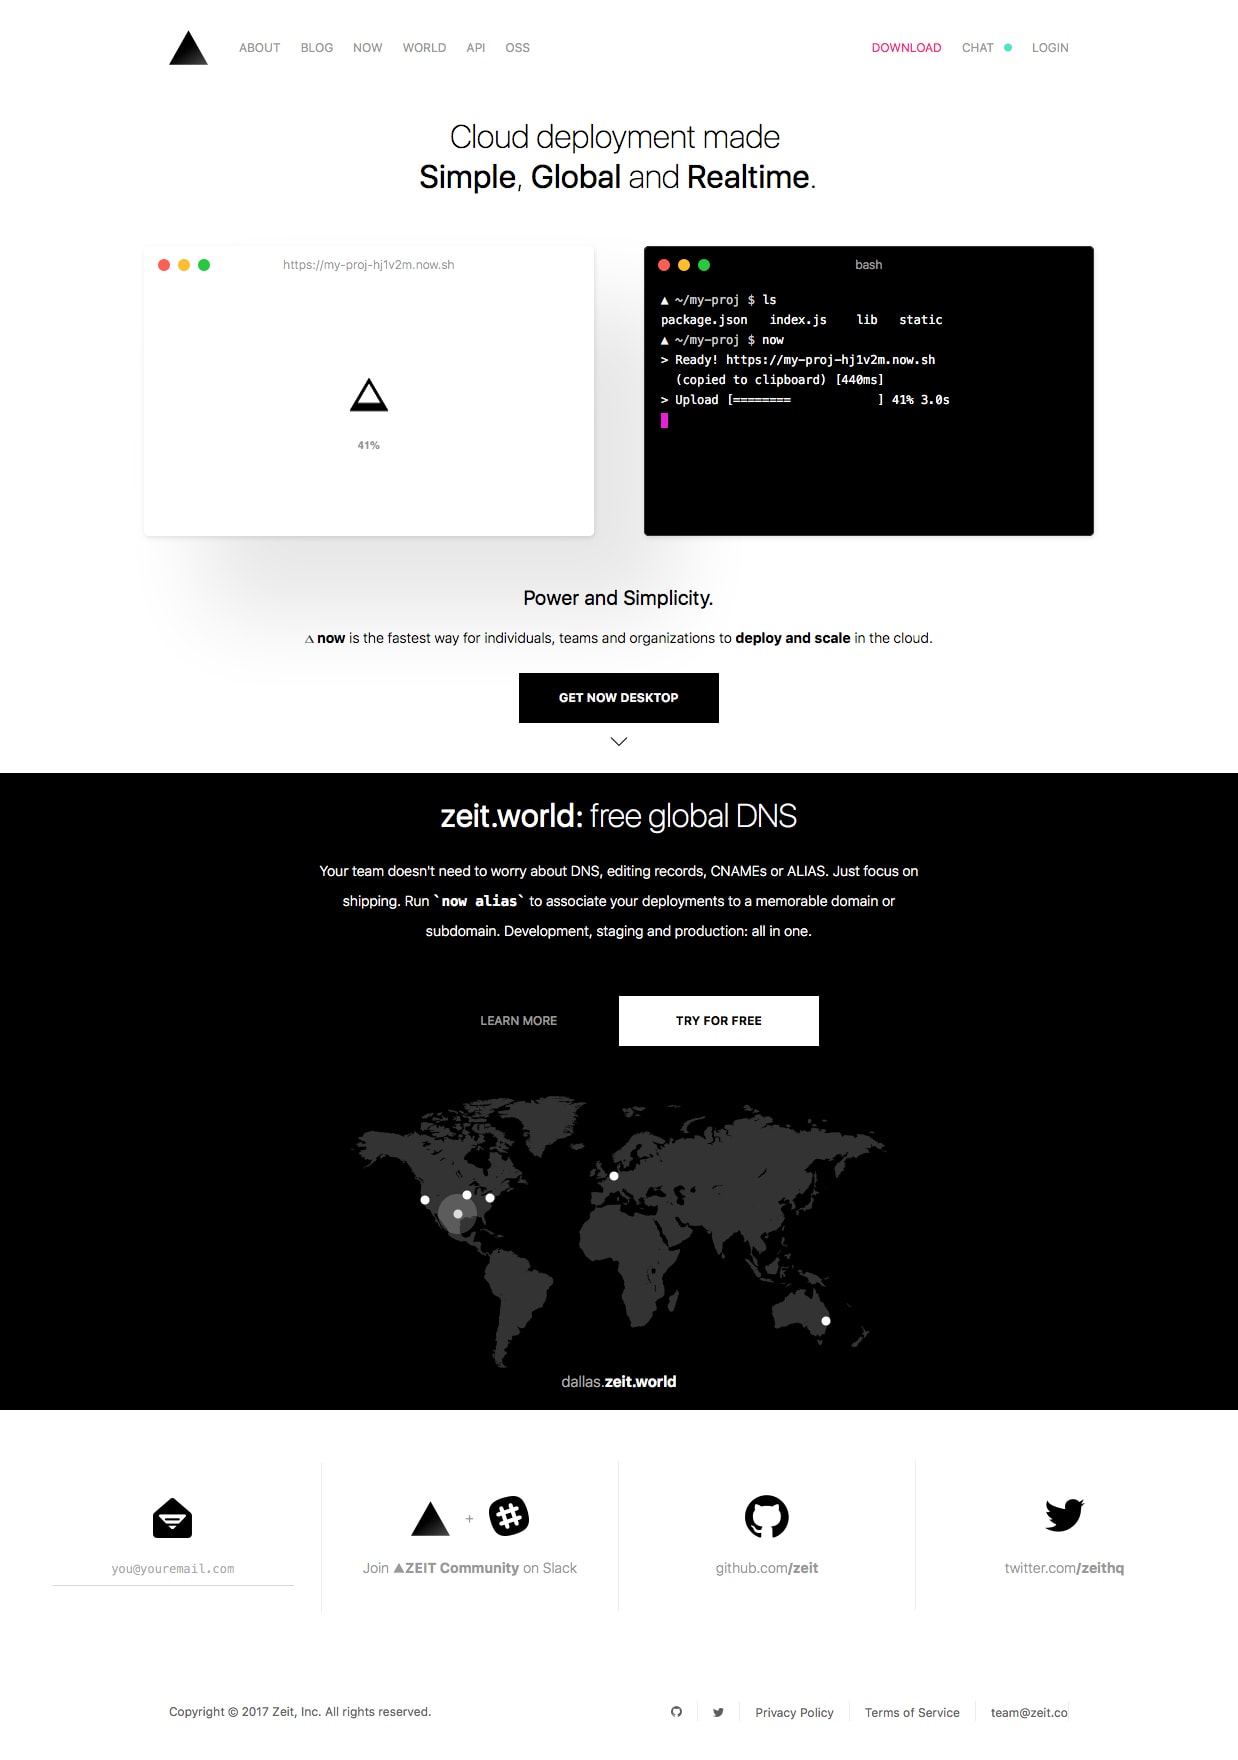 ABOUT BLOG NOW WORLD API OSS DOWNLOAD CHAT LOGIN
Cloud deployment made
Simple, Global and Realtime.
https://my-proj-hj1v2m.now.sh
41%
bash
▲ ~/my-proj $ ls
package.json index.js lib static
▲ ~/my-proj $ now
> Ready! https://my-proj-hj1v2m.now.sh
(copied to clipboard) [440ms]
> Upload [======== ] 41% 3.0s
Power and Simplicity.
△ now is the fastest way for individuals, teams and organizations to deploy and scale in the cloud.
GET NOW DESKTOP
zeit.world: free global DNS
Your team doesn't need to worry about DNS, editing records, CNAMEs or ALIAS. Just focus on
shipping. Run `now alias` to associate your deployments to a memorable domain or
subdomain. Development, staging and production: all in one.
LEARN MORE TRY FOR FREE
dallas.zeit.world
you@youremail.com
+
Join ▲ZEIT Community on Slack
github.com/zeit
twitter.com/zeithq
Copyright © 2017 Zeit, Inc. All rights reserved.
Privacy Policy Terms of Service team@zeit.co